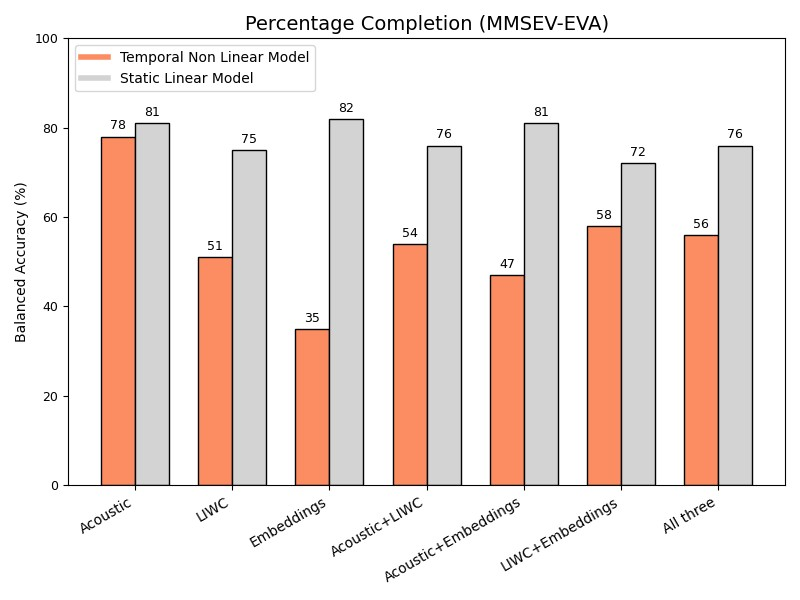 Percentage Completion (MMSEV-EVA)
100
80
60
40
20
0
Balanced Accuracy (%)
Temporal Non Linear Model
Static Linear Model
78
81
51
75
35
82
54
76
47
81
58
72
56
76
Acoustic
LIWC
Embeddings
Acoustic+LIWC
Acoustic+Embeddings
LIWC+Embeddings
All three